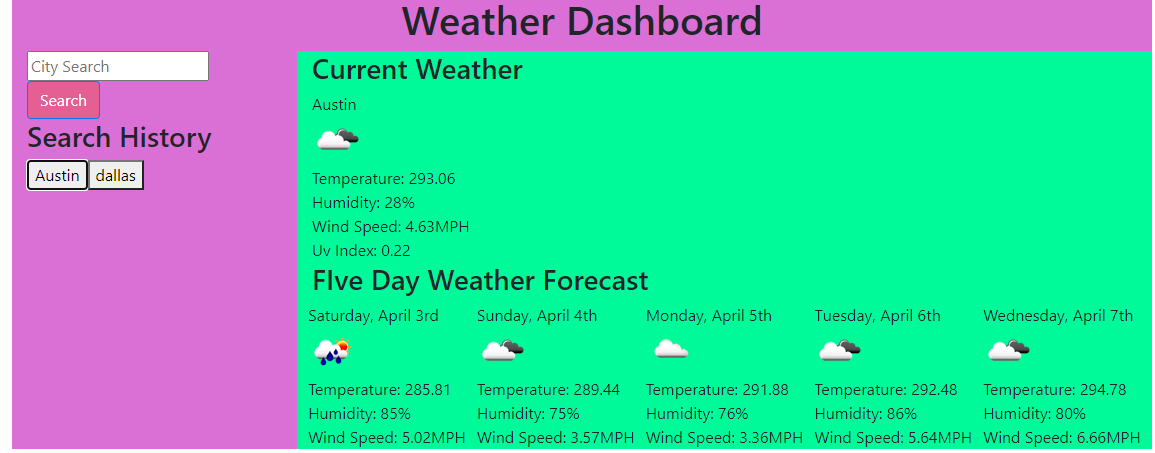 Weather Dashboard
City Search
Search
Search History
Austin dallas
Current Weather
Austin
Temperature: 293.06
Humidity: 28%
Wind Speed: 4.63MPH
Uv Index: 0.22
FIve Day Weather Forecast
Saturday, April 3rd
Temperature: 285.81
Humidity: 85%
Wind Speed: 5.02MPH
Sunday, April 4th
Temperature: 289.44
Humidity: 75%
Wind Speed: 3.57MPH
Monday, April 5th
Temperature: 291.88
Humidity: 76%
Wind Speed: 3.36MPH
Tuesday, April 6th
Temperature: 292.48
Humidity: 86%
Wind Speed: 5.64MPH
Wednesday, April 7th
Temperature: 294.78
Humidity: 80%
Wind Speed: 6.66MPH